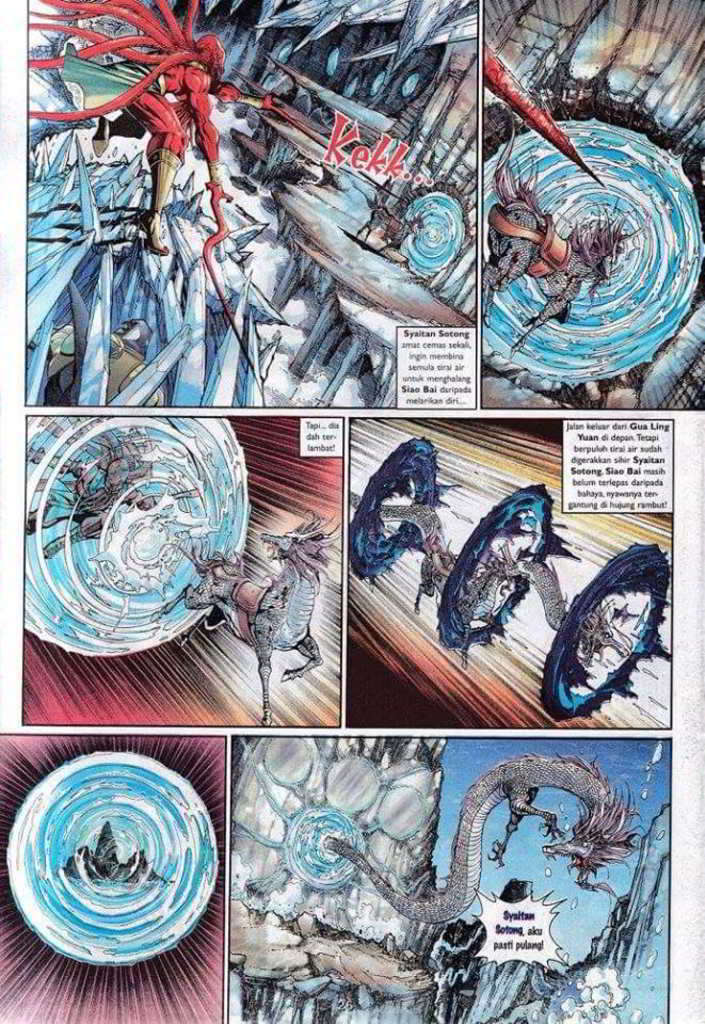 Kekk...
Syaitan Sotong
amat cemas sekali,
ingin membina
semula tirai air
untuk menghalang
Siao Bai daripada
melarikan diri....
Tapi... dia
dah ter-
lambat!
Jalan keluar dari Gua Ling
Yuan di depan. Tetapi
berpuluh tirai air sudah
digerakkan sihir Syaitan
Sotong, Siao Bai masih
belum terlepas daripada
bahaya, nyawanya ter-
gantung di hujung rambut!
Syaitan
Sotong, aku
pasti pulang!